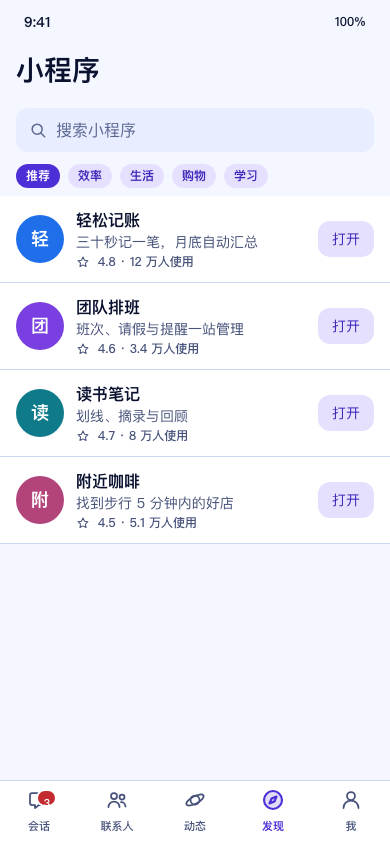 9:41
100%
小程序
搜索小程序
推荐
效率
生活
购物
学习
轻
轻松记账
三十秒记一笔，月底自动汇总
4.8 · 12 万人使用
打开
团
团队排班
班次、请假与提醒一站管理
4.6 · 3.4 万人使用
打开
读
读书笔记
划线、摘录与回顾
4.7 · 8 万人使用
打开
附
附近咖啡
找到步行 5 分钟内的好店
4.5 · 5.1 万人使用
打开
3
会话
联系人
动态
发现
我